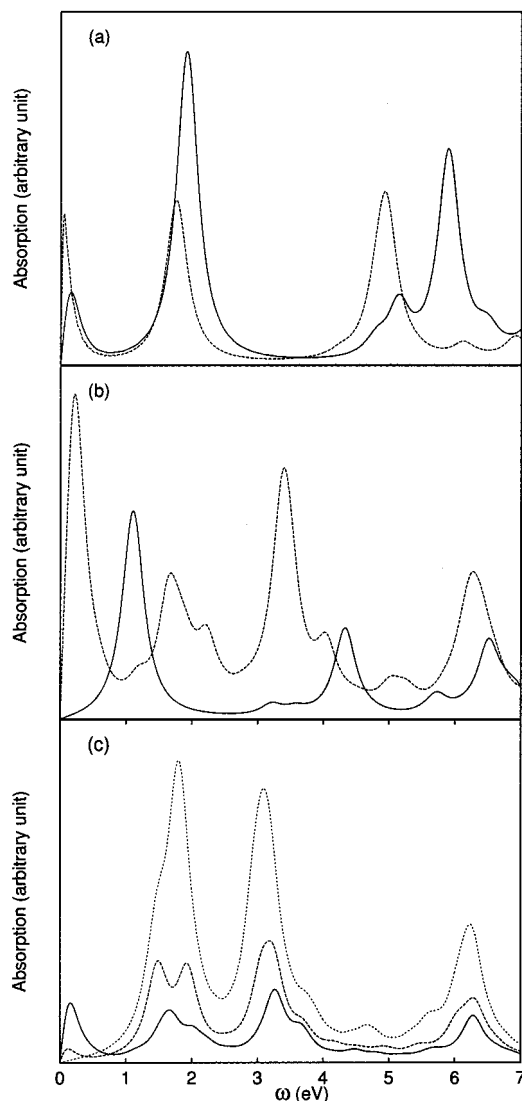 (a)
Absorption (arbitrary unit)
(b)
Absorption (arbitrary unit)
(c)
Absorption (arbitrary unit)
0 1 2 3 4 5 6 7
ω (eV)